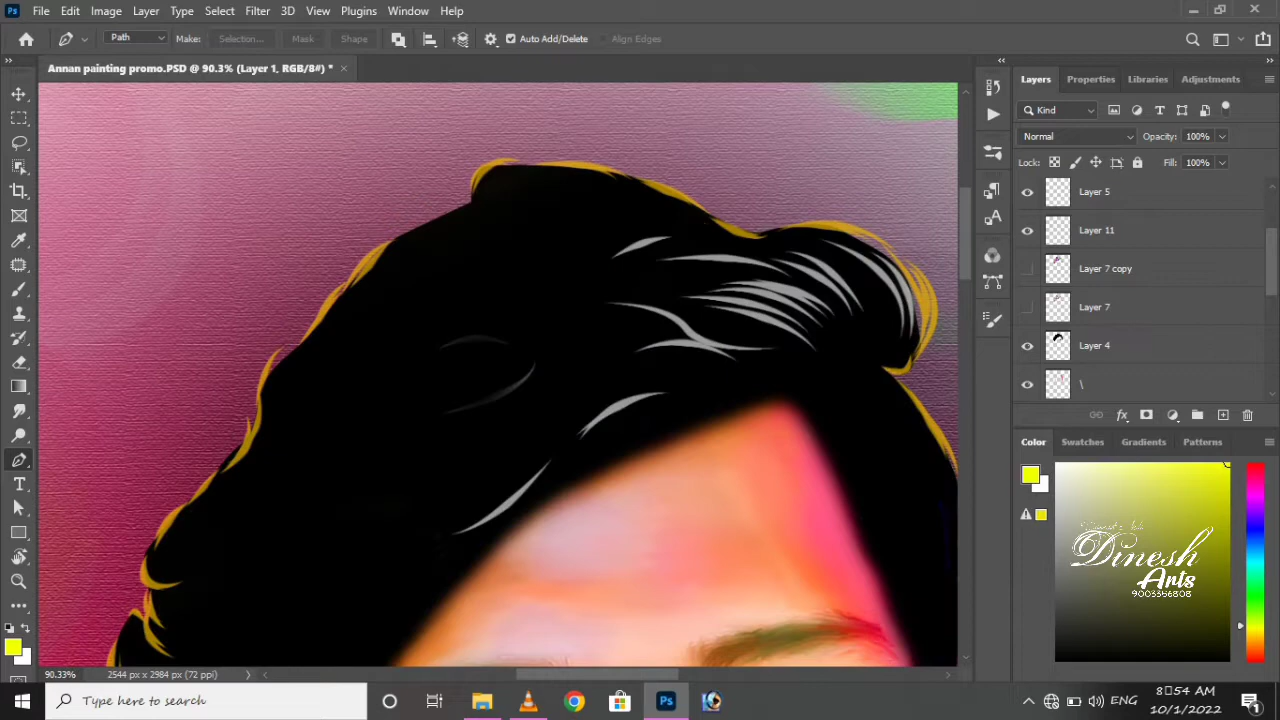 Ps File Edit Image Layer Type Select Filter 3D View Plugins Window Help
Path Make: Selection... Mask Shape Auto Add/Delete Align Edges
Annan painting promo.PSD @ 90.3% (Layer 1, RGB/8#) * ×
Layers Properties Libraries Adjustments
Kind
Normal Opacity: 100%
Lock: Fill: 100%
Layer 5
Layer 11
Layer 7 copy
Layer 7
Layer 4
\
fx
Color Swatches Gradients Patterns
Dinesh
Arts
90.33% 2544 px x 2984 px (72 ppi)
Type here to search
Ps
ENG
8:54 AM
10/1/2022
1